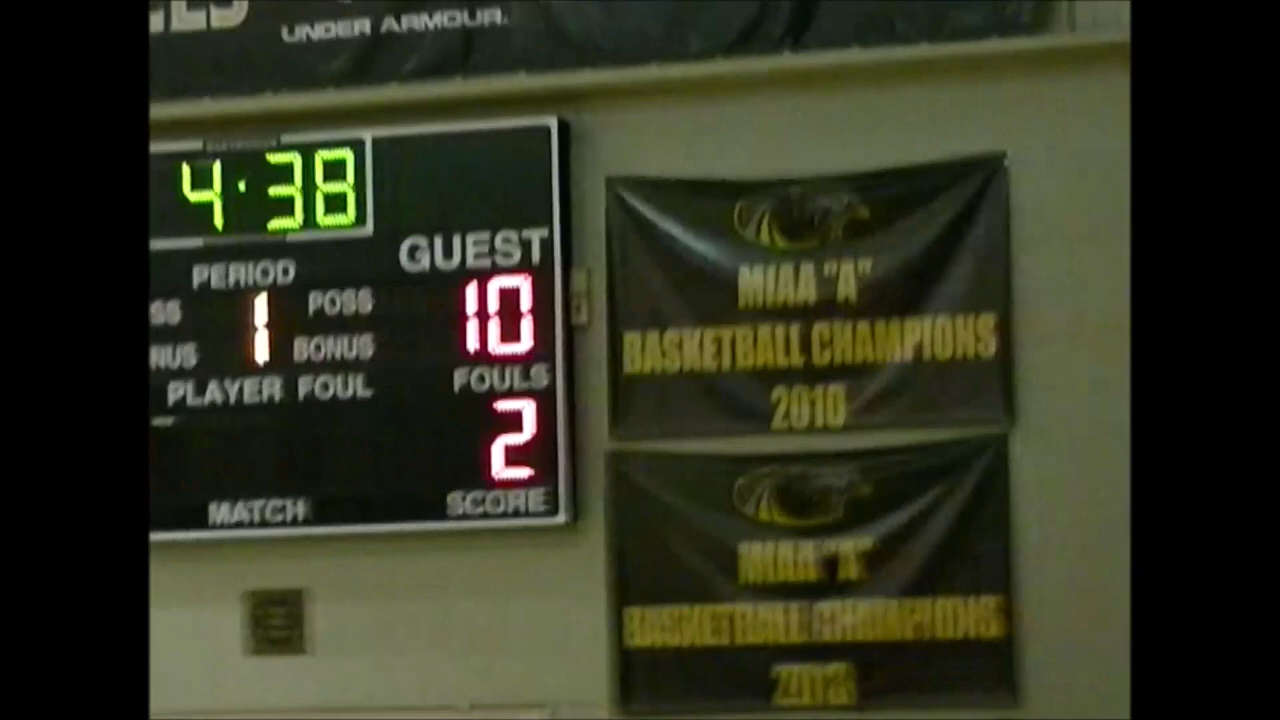 UNDER ARMOUR.
4:38
GUEST
PERIOD
10
1
POSS
BONUS
PLAYER FOUL
FOULS
2
MATCH
SCORE
MIAA "A"
BASKETBALL CHAMPIONS
2010
MIAA "A"
BASKETBALL CHAMPIONS